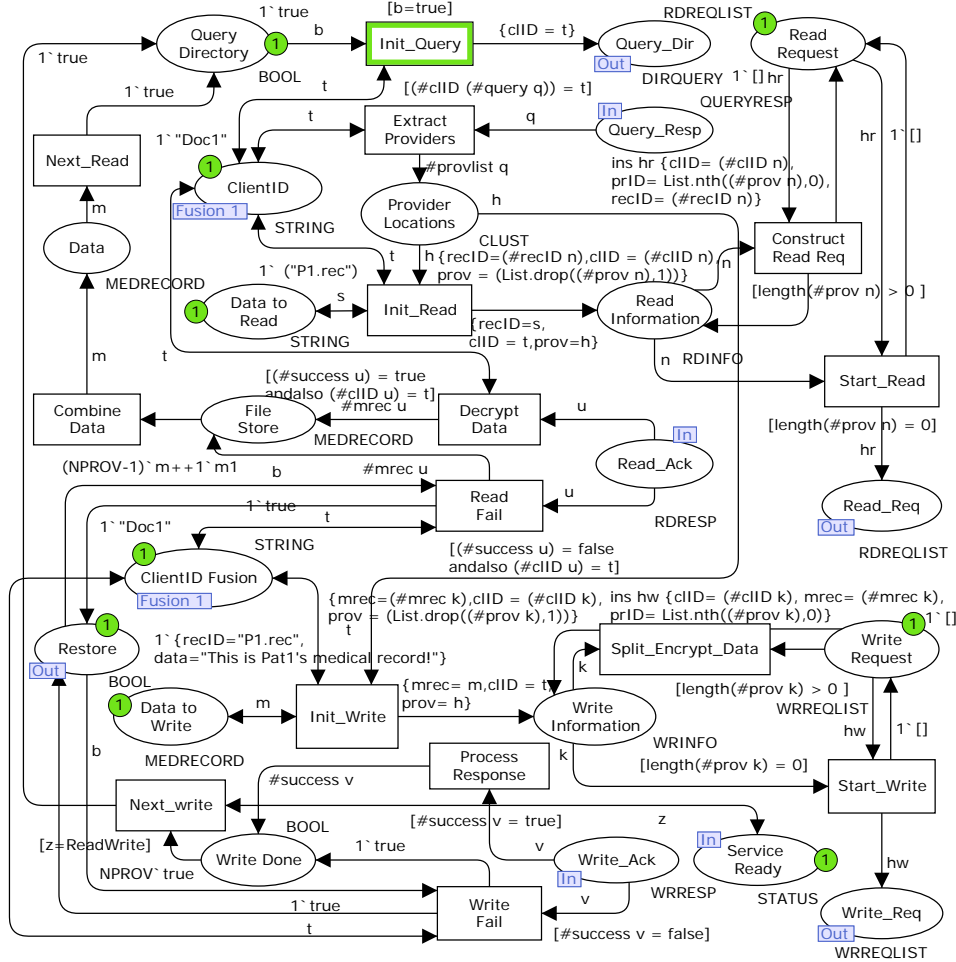 1`true
[b=true]
RDREQLIST
Query
Directory
1
b
Init_Query
{clID = t}
Query_Dir
Out
1
Read
Request
1`true
BOOL
DIRQUERY
1`[]
hr
QUERYRESP
1`true
t
[(#clID (#query q)) = t]
t
Extract
Providers
q
In
Query_Resp
hr
1`[]
Next_Read
1`"Doc1"
1
ClientID
Fusion 1
STRING
#provlist q
Provider
Locations
h
CLUST
ins hr {clID= (#clID n),
prID= List.nth((#prov n),0),
recID= (#recID n)}
m
Data
MEDRECORD
t
h
{recID=(#recID n),clID = (#clID n),
prov = (List.drop((#prov n),1))}
n
Construct
Read Req
[length(#prov n) > 0 ]
1` ("P1.rec")
1
Data to
Read
STRING
s
Init_Read
{recID=s,
clID = t,prov=h}
Read
Information
RDINFO
n
t
m
Start_Read
[length(#prov n) = 0]
hr
[(#success u) = true
andalso (#clID u) = t]
Combine
Data
File
Store
#mrec u
MEDRECORD
Decrypt
Data
u
In
Read_Ack
RDRESP
(NPROV-1)`m++1`m1
b
#mrec u
Read
Fail
u
Read_Req
Out
RDREQLIST
1`true
t
1`"Doc1"
1
STRING
ClientID Fusion
Fusion 1
[(#success u) = false
andalso (#clID u) = t]
{mrec=(#mrec k),clID = (#clID k),
prov = (List.drop((#prov k),1))}
t
ins hw {clID= (#clID k), mrec= (#mrec k),
prID= List.nth((#prov k),0)}
1
1`[]
Restore
Out
BOOL
1
1`{recID="P1.rec",
data="This is Pat1's medical record!"}
Split_Encrypt_Data
Write
Request
WRREQLIST
k
[length(#prov k) > 0 ]
1
Data to
Write
MEDRECORD
m
Init_Write
{mrec= m,clID = t,
prov= h}
Write
Information
WRINFO
k
[length(#prov k) = 0]
hw
1`[]
b
Process
Response
#success v
Start_Write
Next_write
[z=ReadWrite]
BOOL
[#success v = true]
z
Write Done
1`true
NPROV`true
v
Write_Ack
In
WRRESP
In
Service
Ready
1
STATUS
hw
1`true
Write
Fail
v
t
[#success v = false]
Write_Req
Out
WRREQLIST